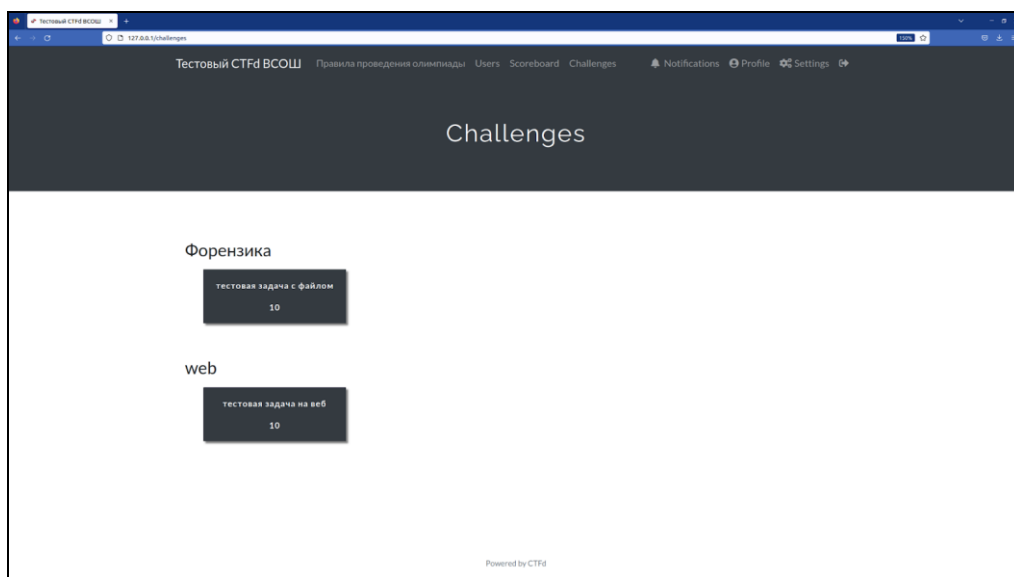 Тестовый CTFd ВСОШ
127.0.0.1/challenges
150%
Тестовый CTFd ВСОШ Правила проведения олимпиады Users Scoreboard Challenges Notifications Profile Settings
Challenges
Форензика
тестовая задача с файлом
10
web
тестовая задача на веб
10
Powered by CTFd